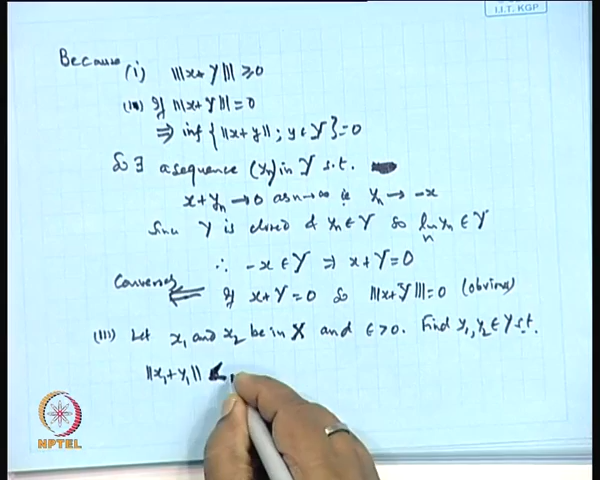 I.I.T. KGP
Because (i) |||x+Y||| ≥ 0
(ii) If |||x+Y||| = 0
⇒ inf {||x+y|| ; y ∈ Y} = 0
So ∃ a sequence (yn) in Y s.t.
x+yn → 0 as n→∞ ie yn → -x
Since Y is closed & yn ∈ Y so lim yn ∈ Y
n
∴ -x ∈ Y ⇒ x+Y = 0
Conversely ⇐ If x+Y = 0 So |||x+Y||| = 0 (obvious)
(III) Let x1 and x2 be in X and ε>0. Find y1, y2 ∈ Y s.t.
||x1+y1|| <
NPTEL